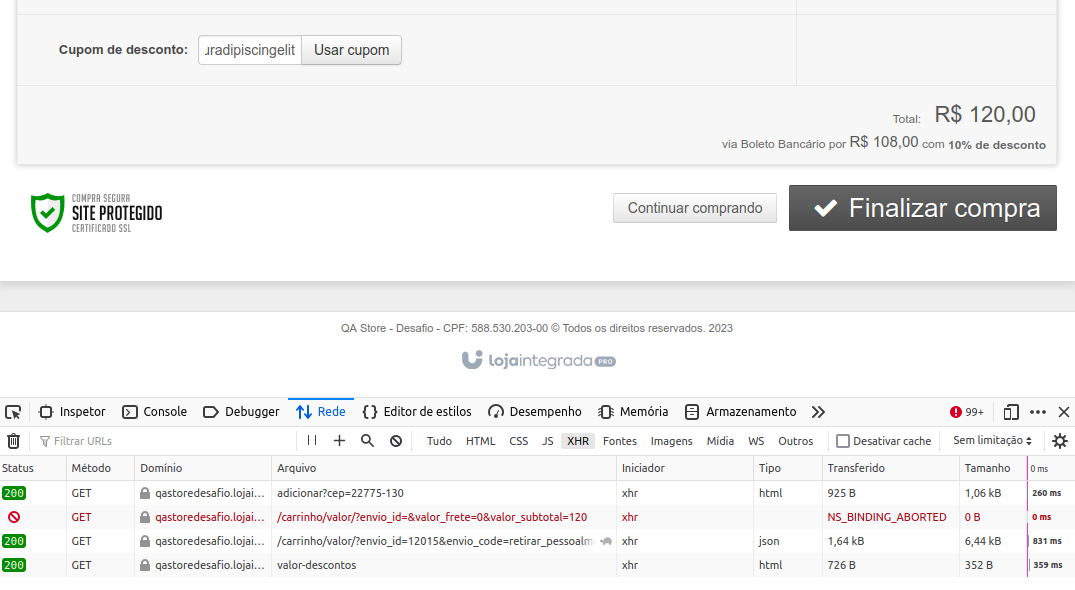 Cupom de desconto: uradipiscingelit Usar cupom
Total: R$ 120,00
via Boleto Bancário por R$ 108,00 com 10% de desconto
COMPRA SEGURA
SITE PROTEGIDO
CERTIFICADO SSL
Continuar comprando
Finalizar compra
QA Store - Desafio - CPF: 588.530.203-00 © Todos os direitos reservados. 2023
lojaintegrada PRO
Inspetor Console Debugger Rede Editor de estilos Desempenho Memória Armazenamento 99+
Filtrar URLs Tudo HTML CSS JS XHR Fontes Imagens Mídia WS Outros Desativar cache Sem limitação
Status Método Domínio Arquivo Iniciador Tipo Transferido Tamanho 0 ms
200 GET qastoredesafio.lojai... adicionar?cep=22775-130 xhr html 925 B 1,06 kB 260 ms
GET qastoredesafio.lojai... /carrinho/valor/?envio_id=&valor_frete=0&valor_subtotal=120 xhr NS_BINDING_ABORTED 0 B 0 ms
200 GET qastoredesafio.lojai... /carrinho/valor/?envio_id=12015&envio_code=retirar_pessoalm xhr json 1,64 kB 6,44 kB 831 ms
200 GET qastoredesafio.lojai... valor-descontos xhr html 726 B 352 B 359 ms